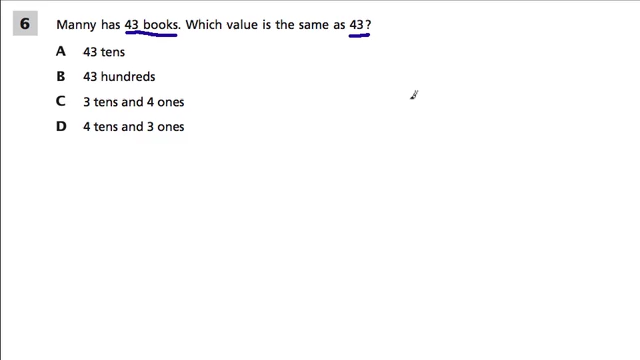 6 Manny has 43 books. Which value is the same as 43?
A 43 tens
B 43 hundreds
C 3 tens and 4 ones
D 4 tens and 3 ones